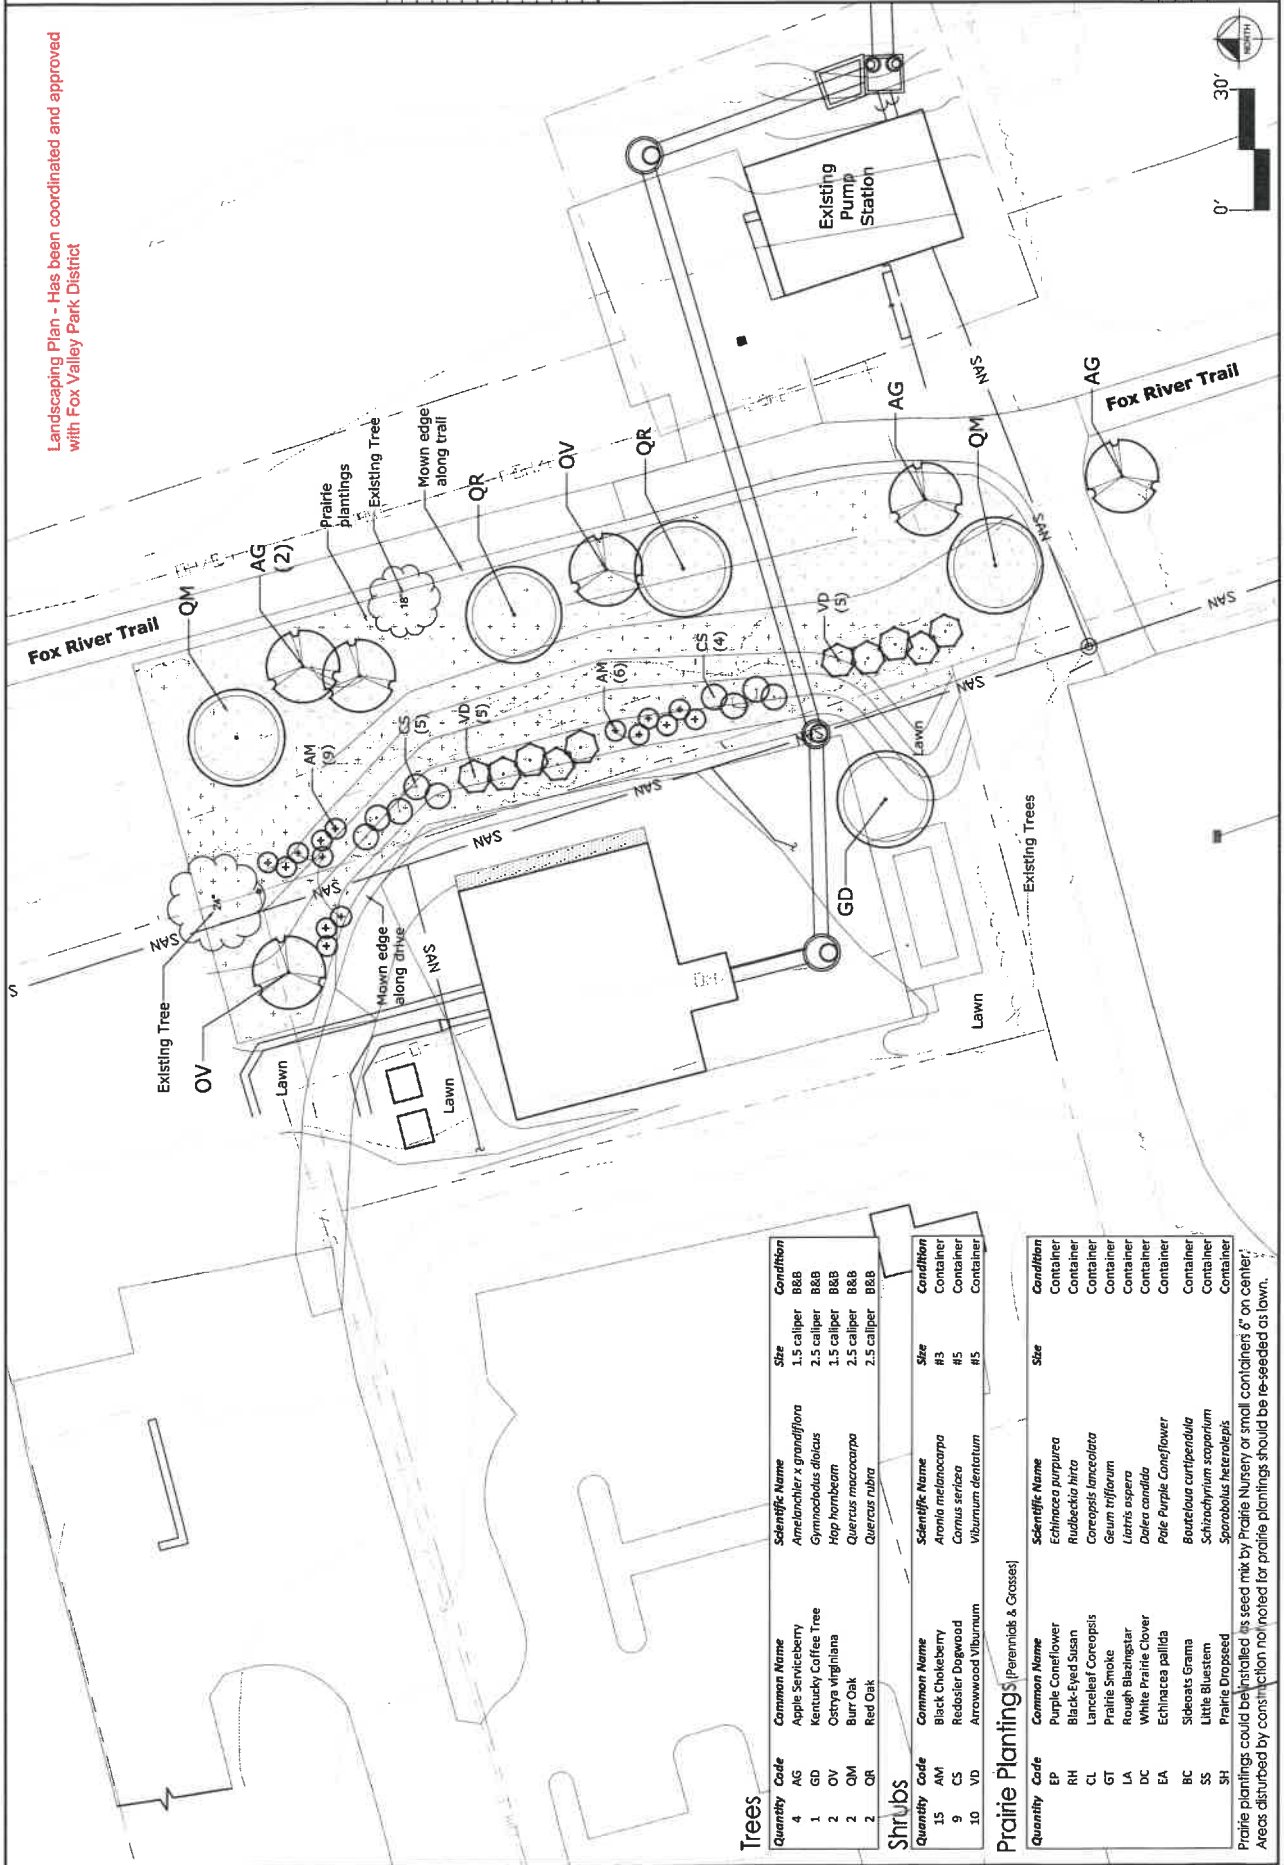 Landscaping Plan - Has been coordinated and approved
with Fox Valley Park District
NORTH
0'
30'
Fox River Trail
QM
AG
(2)
Prairie
plantings
Existing Tree
18"
Mown edge
along trail
QR
OV
QR
AG
QM
AG
Fox River Trail
Existing
Pump
Station
S
SAN
Existing Tree
24"
OV
AM
(9)
CS
(5)
VD
(5)
AM
(6)
CS
(4)
VD
(5)
SAN
SAN
SAN
SAN
SAN
SAN
SAN
SAN
SAN
Mown edge
along drive
Lawn
Lawn
Lawn
Lawn
GD
Existing Trees
Trees
Quantity Code Common Name Scientific Name Size Condition
4 AG Apple Serviceberry Amelanchier x grandiflora 1.5 caliper B&B
1 GD Kentucky Coffee Tree Gymnocladus dioicus 2.5 caliper B&B
2 OV Ostrya virginiana Hop hornbeam 1.5 caliper B&B
2 QM Burr Oak Quercus macrocarpa 2.5 caliper B&B
2 QR Red Oak Quercus rubra 2.5 caliper B&B
Shrubs
Quantity Code Common Name Scientific Name Size Condition
15 AM Black Chokeberry Aronia melanocarpa #3 Container
9 CS Redosier Dogwood Cornus sericea #5 Container
10 VD Arrowwood Viburnum Viburnum dentatum #5 Container
Prairie Plantings (Perennials & Grasses)
Quantity Code Common Name Scientific Name Size Condition
EP Purple Coneflower Echinacea purpurea Container
RH Black-Eyed Susan Rudbeckia hirta Container
CL Lanceleaf Coreopsis Coreopsis lanceolata Container
GT Prairie Smoke Geum triflorum Container
LA Rough Blazingstar Liatris aspera Container
DC White Prairie Clover Dalea candida Container
EA Echinacea pallida Pale Purple Coneflower Container
BC Sideoats Grama Bouteloua curtipendula Container
SS Little Bluestem Schizachyrium scoparium Container
SH Prairie Dropseed Sporobolus heterolepis Container
Prairie plantings could be installed as seed mix by Prairie Nursery or small containers 6" on center.
Areas disturbed by construction not noted for prairie plantings should be re-seeded as lawn.